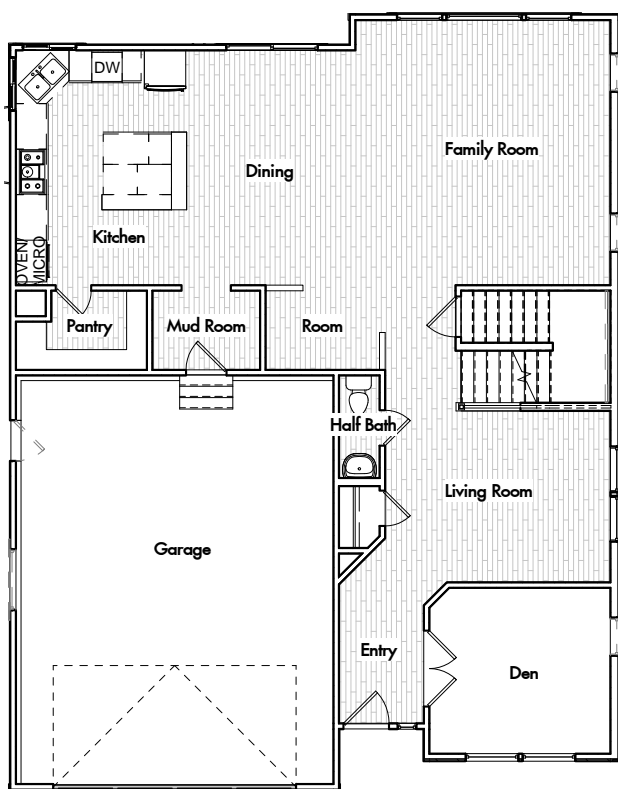 DW
Family Room
Dining
Kitchen
OVEN/
MICRO
Pantry
Mud Room
Room
Half Bath
Living Room
Garage
Entry
Den